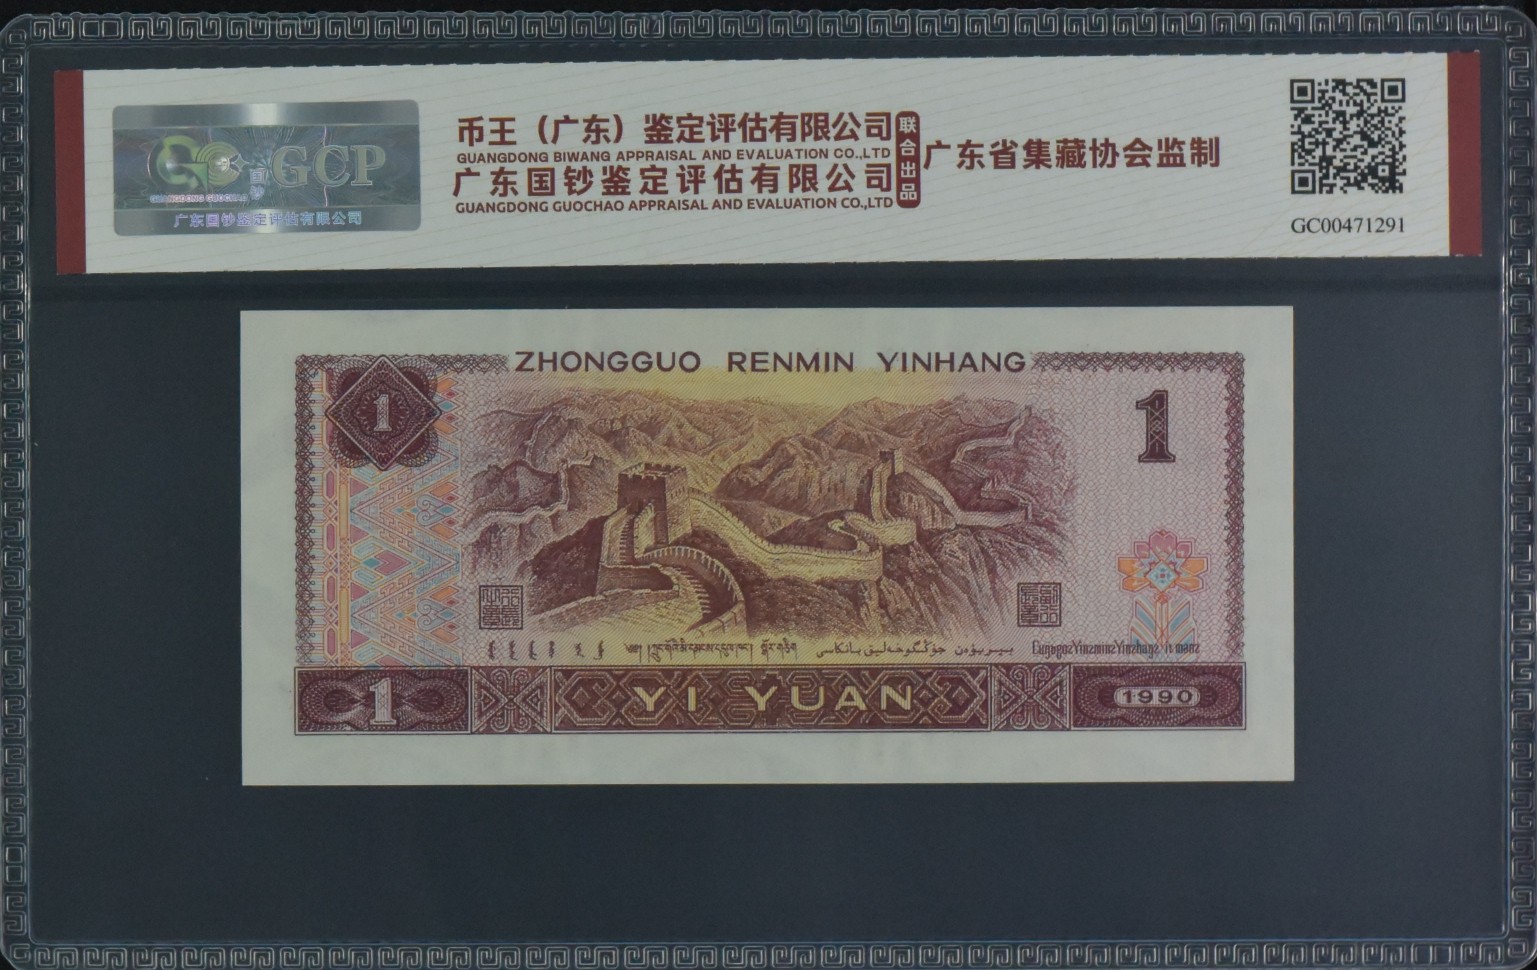 币王（广东）鉴定评估有限公司
GUANGDONG BIWANG APPRAISAL AND EVALUATION CO.,LTD
广东国钞鉴定评估有限公司
GUANGDONG GUOCHAO APPRAISAL AND EVALUATION CO.,LTD
联合出品
广东省集藏协会监制
GC00471291
GCP
国钞
GUANGDONG GUOCHAO
广东国钞鉴定评估有限公司
ZHONGGUO RENMIN YINHANG
1
1
1
YI YUAN
1990